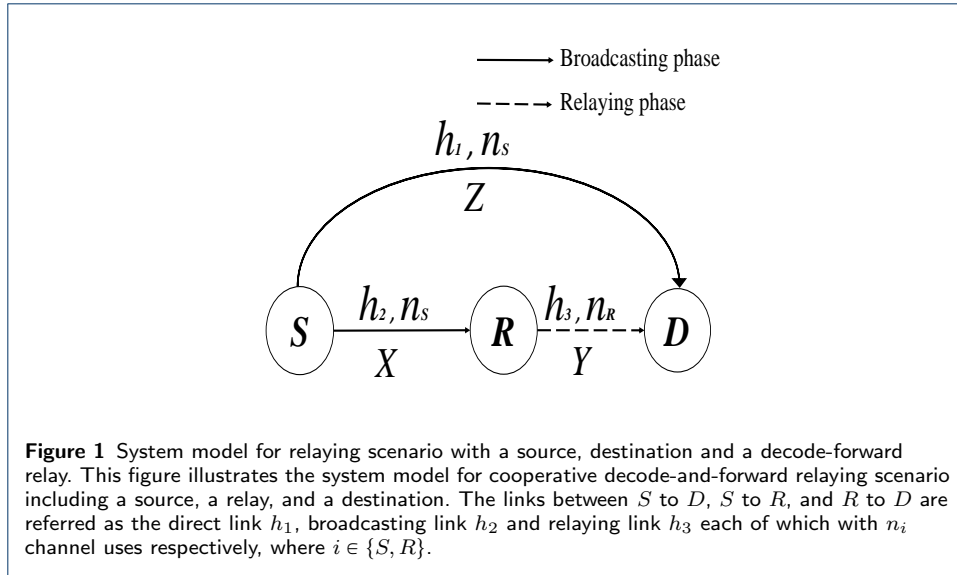 Broadcasting phase
Relaying phase
h₁, nₛ
Z
h₂, nₛ
h₃, n_R
S
R
D
X
Y
Figure 1 System model for relaying scenario with a source, destination and a decode-forward
relay. This figure illustrates the system model for cooperative decode-and-forward relaying scenario
including a source, a relay, and a destination. The links between S to D, S to R, and R to D are
referred as the direct link h₁, broadcasting link h₂ and relaying link h₃ each of which with nᵢ
channel uses respectively, where i ∈ {S, R}.